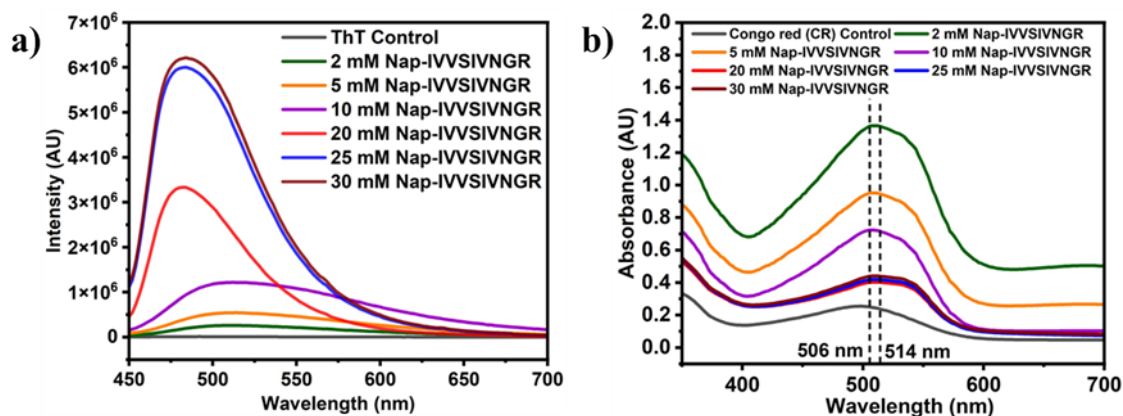 a)
7×10⁶
6×10⁶
5×10⁶
4×10⁶
3×10⁶
2×10⁶
1×10⁶
0
Intensity (AU)
ThT Control
2 mM Nap-IVVSIVNGR
5 mM Nap-IVVSIVNGR
10 mM Nap-IVVSIVNGR
20 mM Nap-IVVSIVNGR
25 mM Nap-IVVSIVNGR
30 mM Nap-IVVSIVNGR
450 500 550 600 650 700
Wavelength (nm)
b)
2.0
1.8
1.6
1.4
1.2
1.0
0.8
0.6
0.4
0.2
0.0
Absorbance (AU)
Congo red (CR) Control 2 mM Nap-IVVSIVNGR
5 mM Nap-IVVSIVNGR 10 mM Nap-IVVSIVNGR
20 mM Nap-IVVSIVNGR 25 mM Nap-IVVSIVNGR
30 mM Nap-IVVSIVNGR
506 nm 514 nm
400 500 600 700
Wavelength (nm)